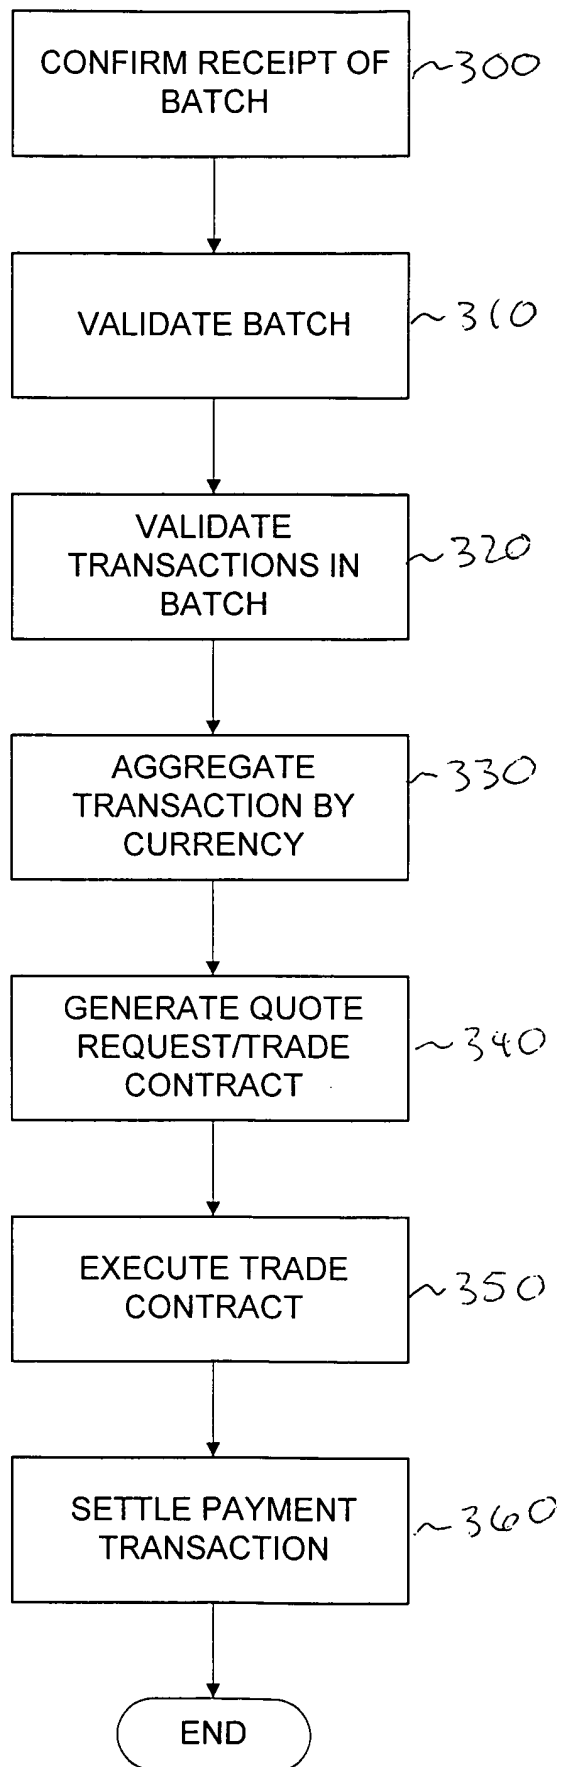 CONFIRM RECEIPT OF
BATCH
~300
VALIDATE BATCH
~310
VALIDATE
TRANSACTIONS IN
BATCH
~320
AGGREGATE
TRANSACTION BY
CURRENCY
~330
GENERATE QUOTE
REQUEST/TRADE
CONTRACT
~340
EXECUTE TRADE
CONTRACT
~350
SETTLE PAYMENT
TRANSACTION
~360
END